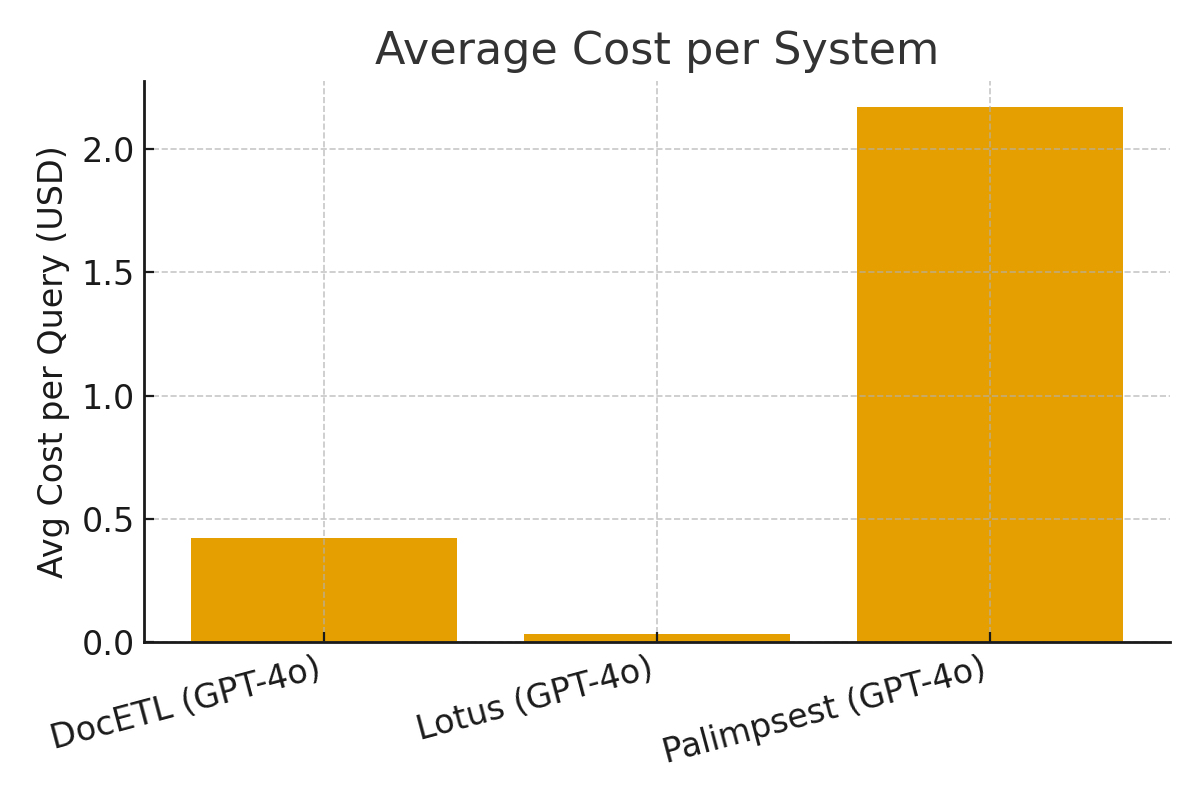 Average Cost per System
Avg Cost per Query (USD)
2.0
1.5
1.0
0.5
0.0
DocETL (GPT-4o)
Lotus (GPT-4o)
Palimpsest (GPT-4o)